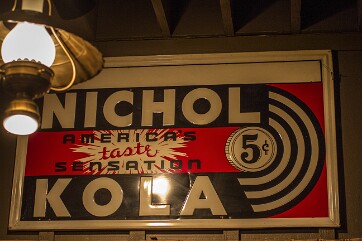 NICHOL
AMERICA'S
taste
SENSATION
5¢
KOLA